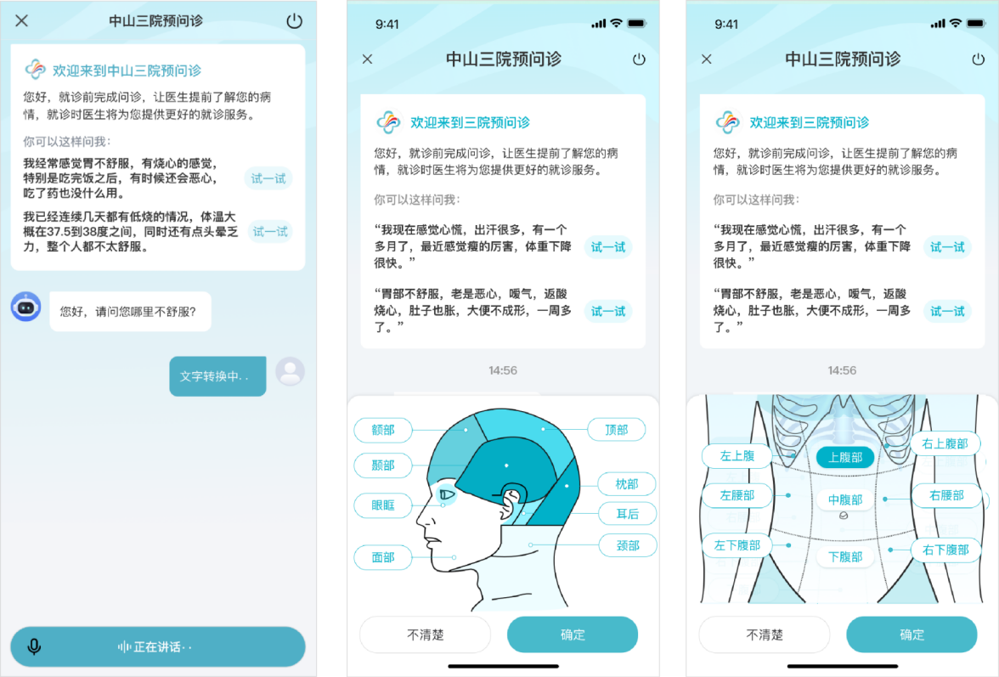 中山三院预问诊
欢迎来到中山三院预问诊
您好，就诊前完成问诊，让医生提前了解您的病
情，就诊时医生将为您提供更好的就诊服务。
你可以这样问我：
我经常感觉胃不舒服，有烧心的感觉，
特别是吃完饭之后，有时候还会恶心，
吃了药也没什么用。
试一试
我已经连续几天都有低烧的情况，体温大
概在37.5到38度之间，同时还有点头晕乏
力，整个人都不太舒服。
试一试
您好，请问您哪里不舒服?
文字转换中..
正在讲话··
9:41
中山三院预问诊
欢迎来到三院预问诊
您好，就诊前完成问诊，让医生提前了解您的病
情，就诊时医生将为您提供更好的就诊服务。
你可以这样问我：
“我现在感觉心慌，出汗很多，有一个
多月了，最近感觉瘦的厉害，体重下降
很快。”
试一试
“胃部不舒服，老是恶心，嗳气，返酸
烧心，肚子也胀，大便不成形，一周多
了。”
试一试
14:56
额部
顶部
颞部
枕部
眼眶
耳后
面部
颈部
不清楚
确定
9:41
中山三院预问诊
欢迎来到三院预问诊
您好，就诊前完成问诊，让医生提前了解您的病
情，就诊时医生将为您提供更好的就诊服务。
你可以这样问我：
“我现在感觉心慌，出汗很多，有一个
多月了，最近感觉瘦的厉害，体重下降
很快。”
试一试
“胃部不舒服，老是恶心，嗳气，返酸
烧心，肚子也胀，大便不成形，一周多
了。”
试一试
14:56
左上腹
上腹部
右上腹部
左腰部
中腹部
右腰部
左下腹部
下腹部
右下腹部
不清楚
确定